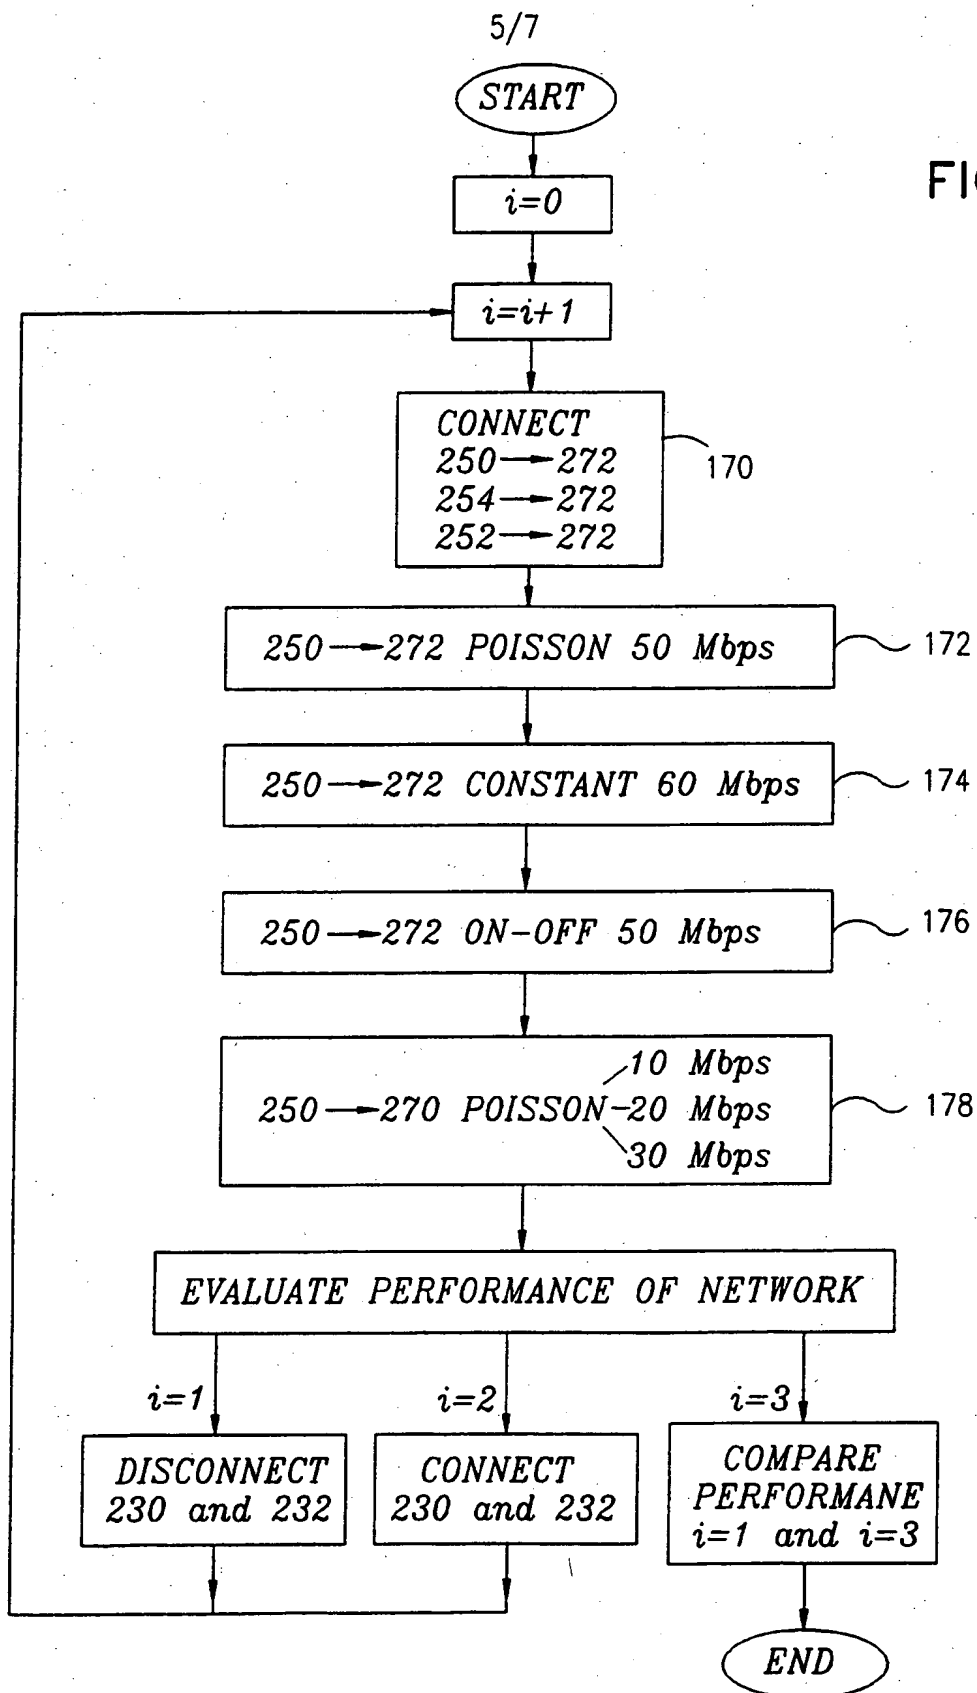 5/7
START
FIG
i=0
i=i+1
CONNECT
250→272
254→272
252→272
170
250→272 POISSON 50 Mbps
172
250→272 CONSTANT 60 Mbps
174
250→272 ON-OFF 50 Mbps
176
10 Mbps
250→270 POISSON-20 Mbps
30 Mbps
178
EVALUATE PERFORMANCE OF NETWORK
i=1
i=2
i=3
DISCONNECT
230 and 232
CONNECT
230 and 232
COMPARE
PERFORMANE
i=1 and i=3
END